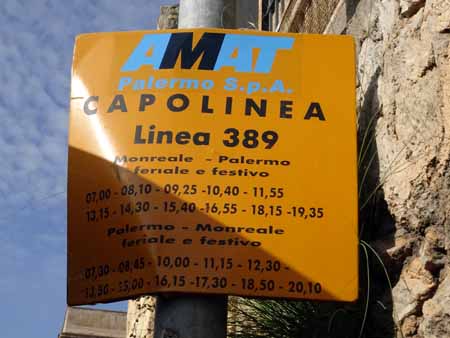 AMAT
Palermo S.p.A.
CAPOLINEA
Linea 389
Monreale - Palermo
feriale e festivo
07,00 - 08,10 - 09,25 -10,40 - 11,55
13,15 - 14,30 - 15,40 -16,55 - 18,15 -19,35
Palermo - Monreale
feriale e festivo
07,30 - 08,45 - 10,00 - 11,15 - 12,30 -
13,50 - 15,00 - 16,15 -17,30 - 18,50 - 20,10